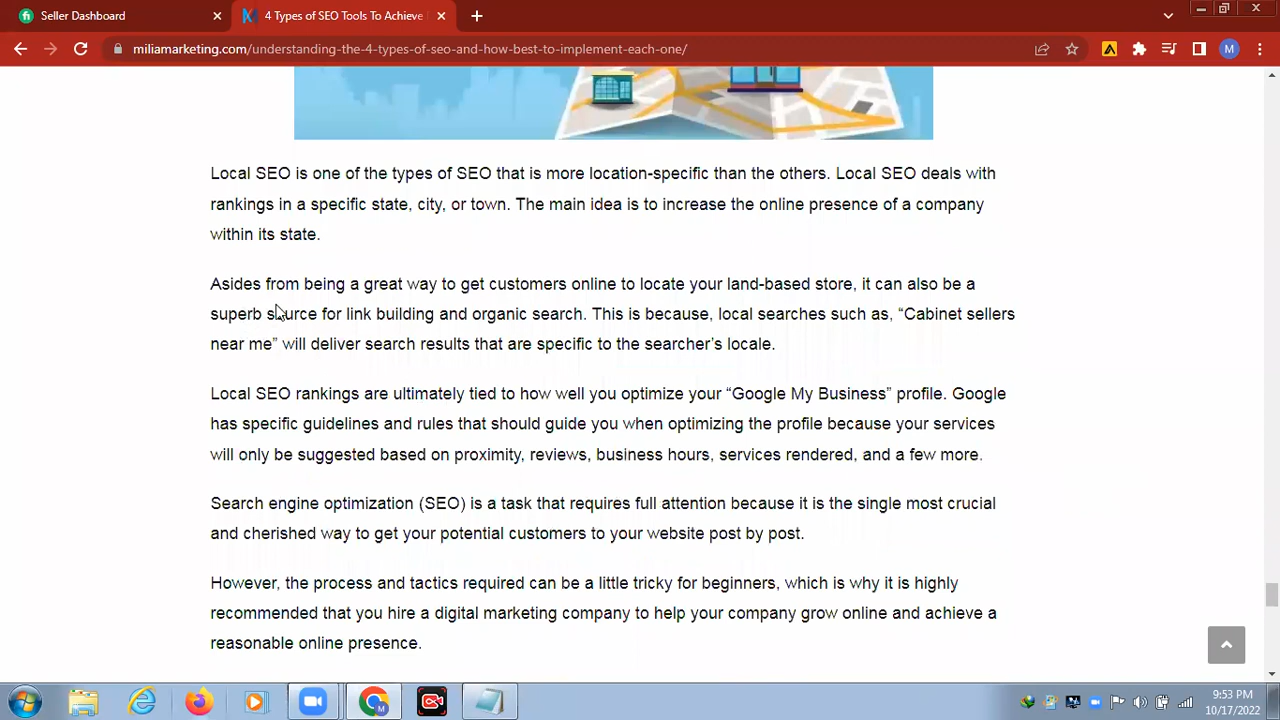 Seller Dashboard
4 Types of SEO Tools To Achieve
miliamarketing.com/understanding-the-4-types-of-seo-and-how-best-to-implement-each-one/
M
Local SEO is one of the types of SEO that is more location-specific than the others. Local SEO deals with
rankings in a specific state, city, or town. The main idea is to increase the online presence of a company
within its state.
Asides from being a great way to get customers online to locate your land-based store, it can also be a
superb source for link building and organic search. This is because, local searches such as, “Cabinet sellers
near me” will deliver search results that are specific to the searcher’s locale.
Local SEO rankings are ultimately tied to how well you optimize your “Google My Business” profile. Google
has specific guidelines and rules that should guide you when optimizing the profile because your services
will only be suggested based on proximity, reviews, business hours, services rendered, and a few more.
Search engine optimization (SEO) is a task that requires full attention because it is the single most crucial
and cherished way to get your potential customers to your website post by post.
However, the process and tactics required can be a little tricky for beginners, which is why it is highly
recommended that you hire a digital marketing company to help your company grow online and achieve a
reasonable online presence.
9:53 PM
10/17/2022